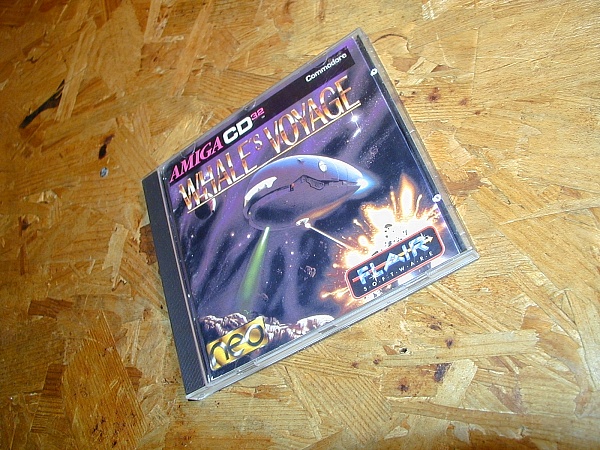 Commodore
AMIGA CD32
WHALE'S VOYAGE
FLAIR
SOFTWARE
neo